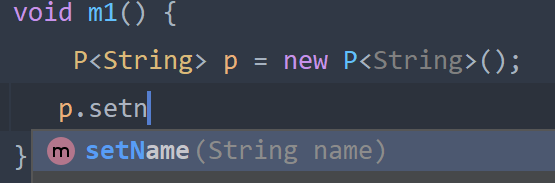 void m1() {
P<String> p = new P<String>();
p.setn
} m setName(String name)